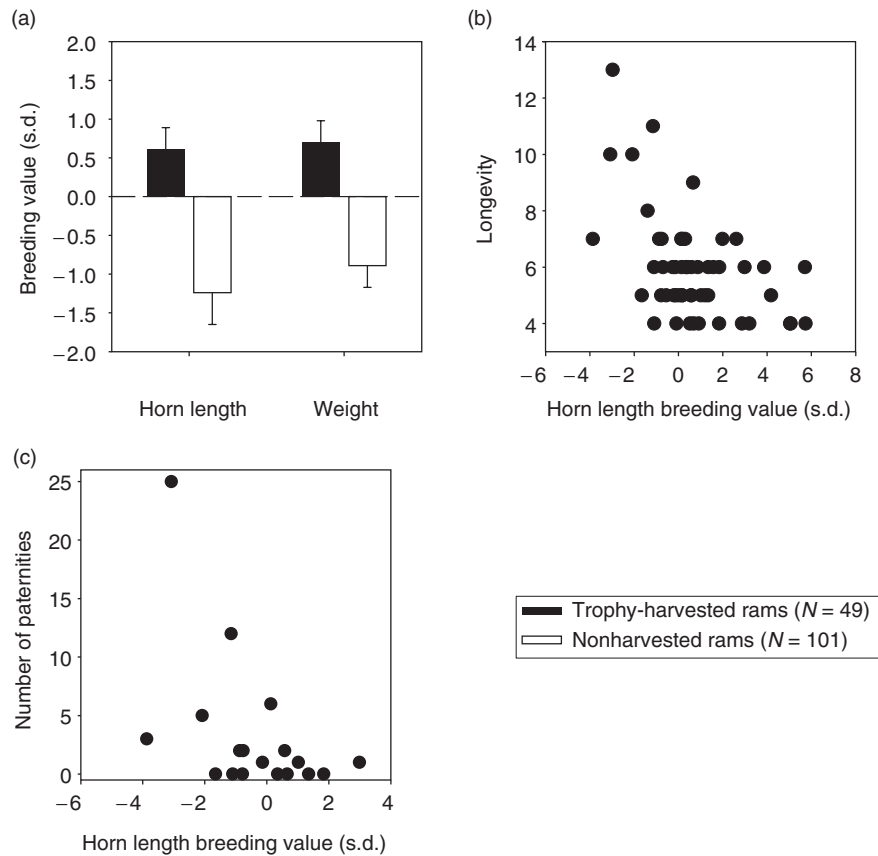 (a)
2.0
1.5
1.0
0.5
0.0
−0.5
−1.0
−1.5
−2.0
Breeding value (s.d.)
Horn length Weight
(b)
14
12
10
8
6
4
Longevity
−6 −4 −2 0 2 4 6 8
Horn length breeding value (s.d.)
(c)
25
20
15
10
5
0
Number of paternities
−6 −4 −2 0 2 4
Horn length breeding value (s.d.)
Trophy-harvested rams (N = 49)
Nonharvested rams (N = 101)